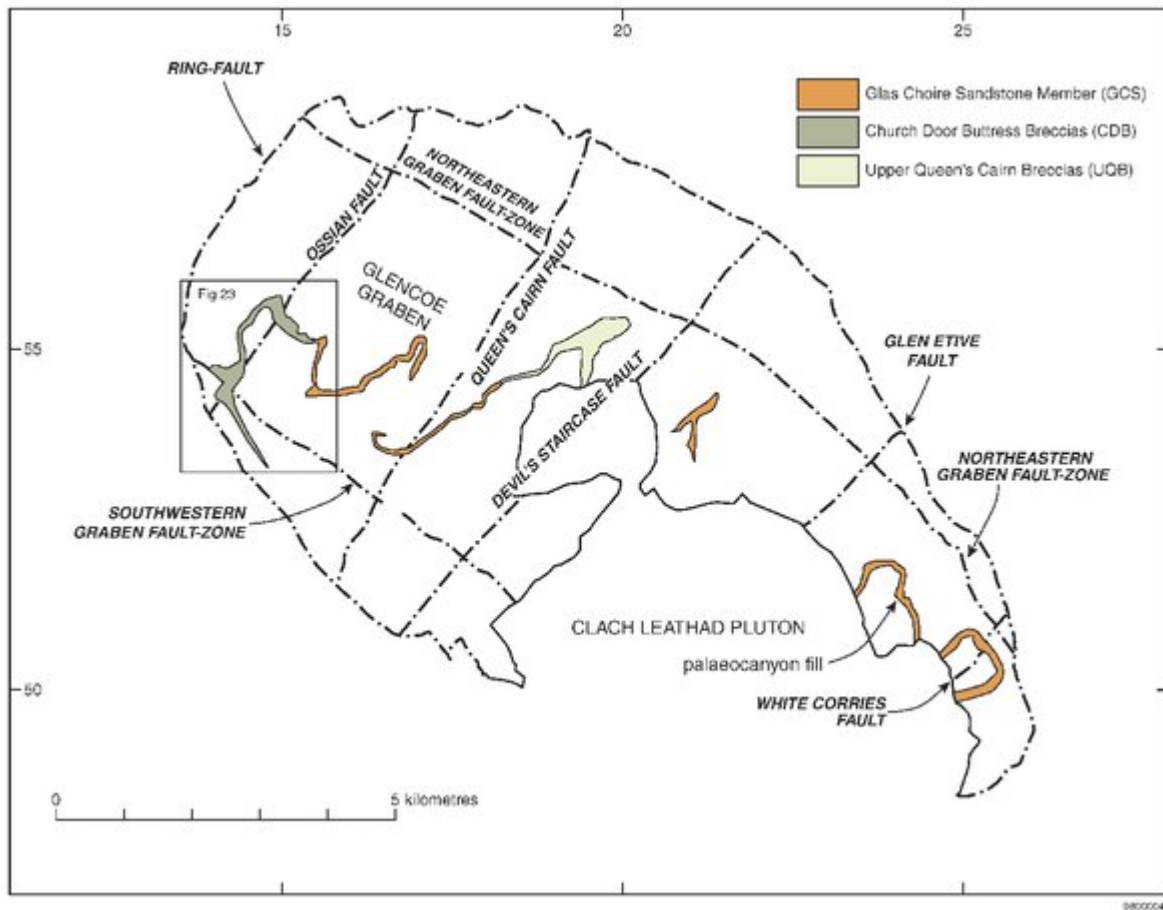 15
20
25
RING-FAULT
Glas Choire Sandstone Member (GCS)
Church Door Buttress Breccias (CDB)
Upper Queen's Cairn Breccias (UQB)
NORTHEASTERN
GRABEN FAULT-ZONE
OSSIAN FAULT
QUEEN'S CAIRN FAULT
GLENCOE
GRABEN
Fig 23
55
GLEN ETIVE
FAULT
DEVIL'S STAIRCASE FAULT
NORTHEASTERN
GRABEN FAULT-ZONE
SOUTHWESTERN
GRABEN FAULT-ZONE
CLACH LEATHAD PLUTON
palaeocanyon fill
50
WHITE CORRIES
FAULT
0
5 kilometres